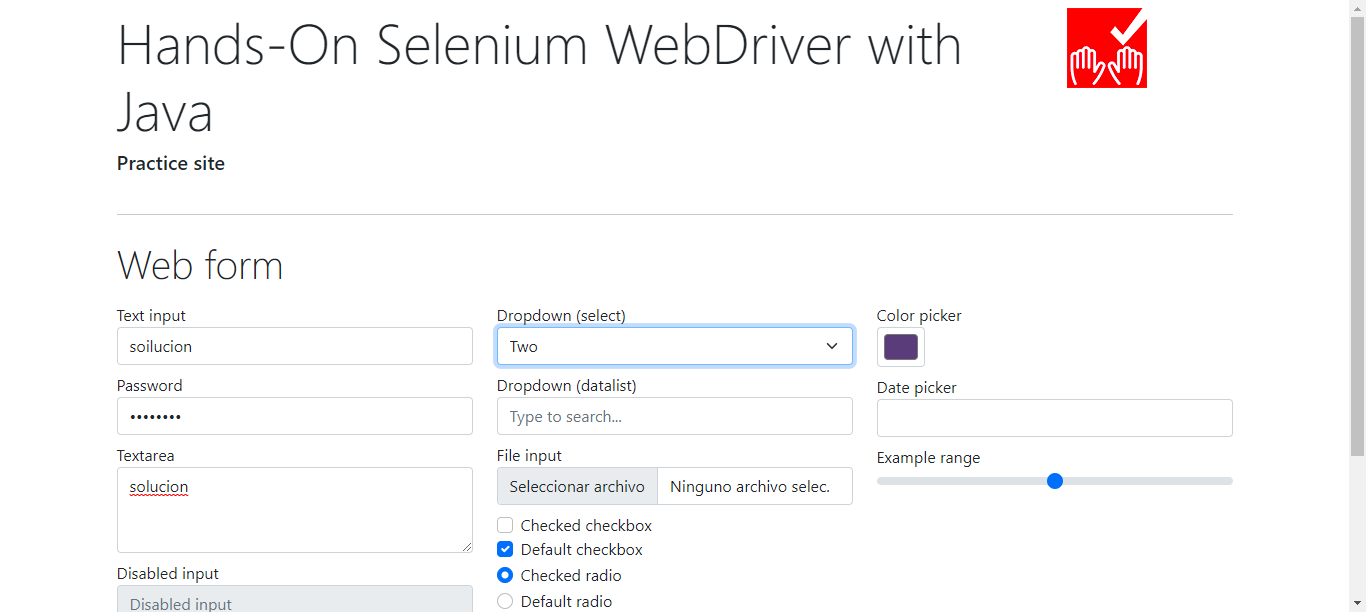 Hands-On Selenium WebDriver with
Java
Practice site
Web form
Text input
soilucion
Password
••••••••
Textarea
solucion
Disabled input
Disabled input
Dropdown (select)
Two
Dropdown (datalist)
Type to search...
File input
Seleccionar archivo Ninguno archivo selec.
Checked checkbox
Default checkbox
Checked radio
Default radio
Color picker
Date picker
Example range